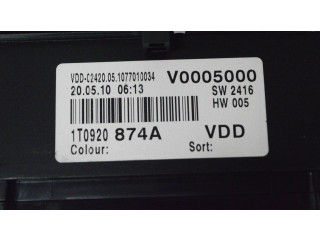 VDD-C2420.05.1077010034 V0005000
20.05.10 06:13 SW 2416
HW 005
1T0920 874A VDD
Colour: Sort: